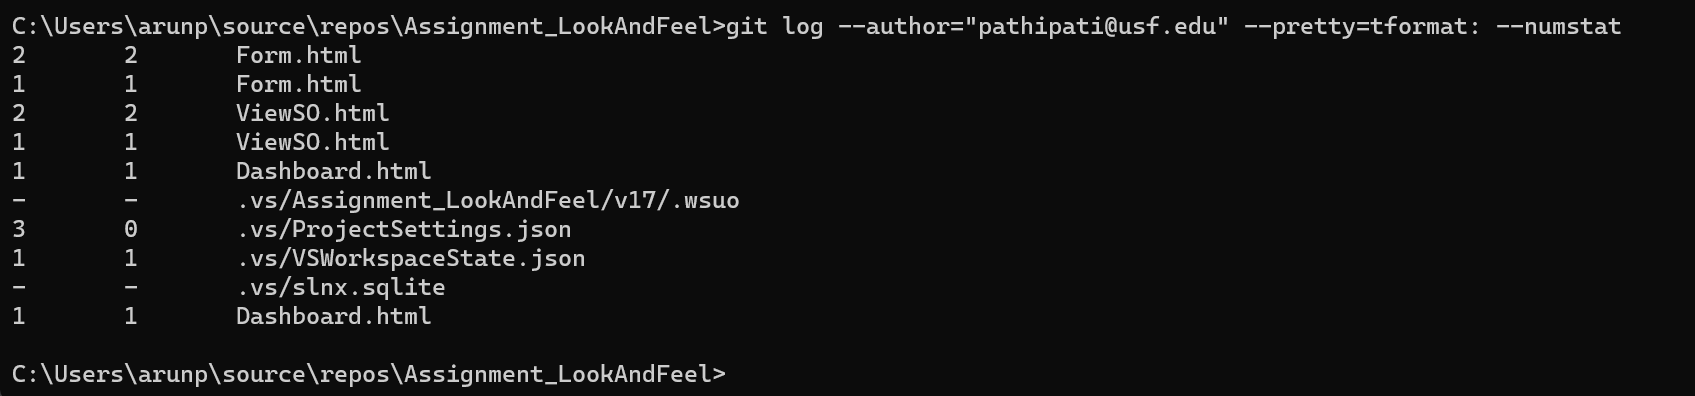 C:\Users\arunp\source\repos\Assignment_LookAndFeel>git log --author="pathipati@usf.edu" --pretty=tformat: --numstat
2 2 Form.html
1 1 Form.html
2 2 ViewSO.html
1 1 ViewSO.html
1 1 Dashboard.html
- - .vs/Assignment_LookAndFeel/v17/.wsuo
3 0 .vs/ProjectSettings.json
1 1 .vs/VSWorkspaceState.json
- - .vs/slnx.sqlite
1 1 Dashboard.html
C:\Users\arunp\source\repos\Assignment_LookAndFeel>